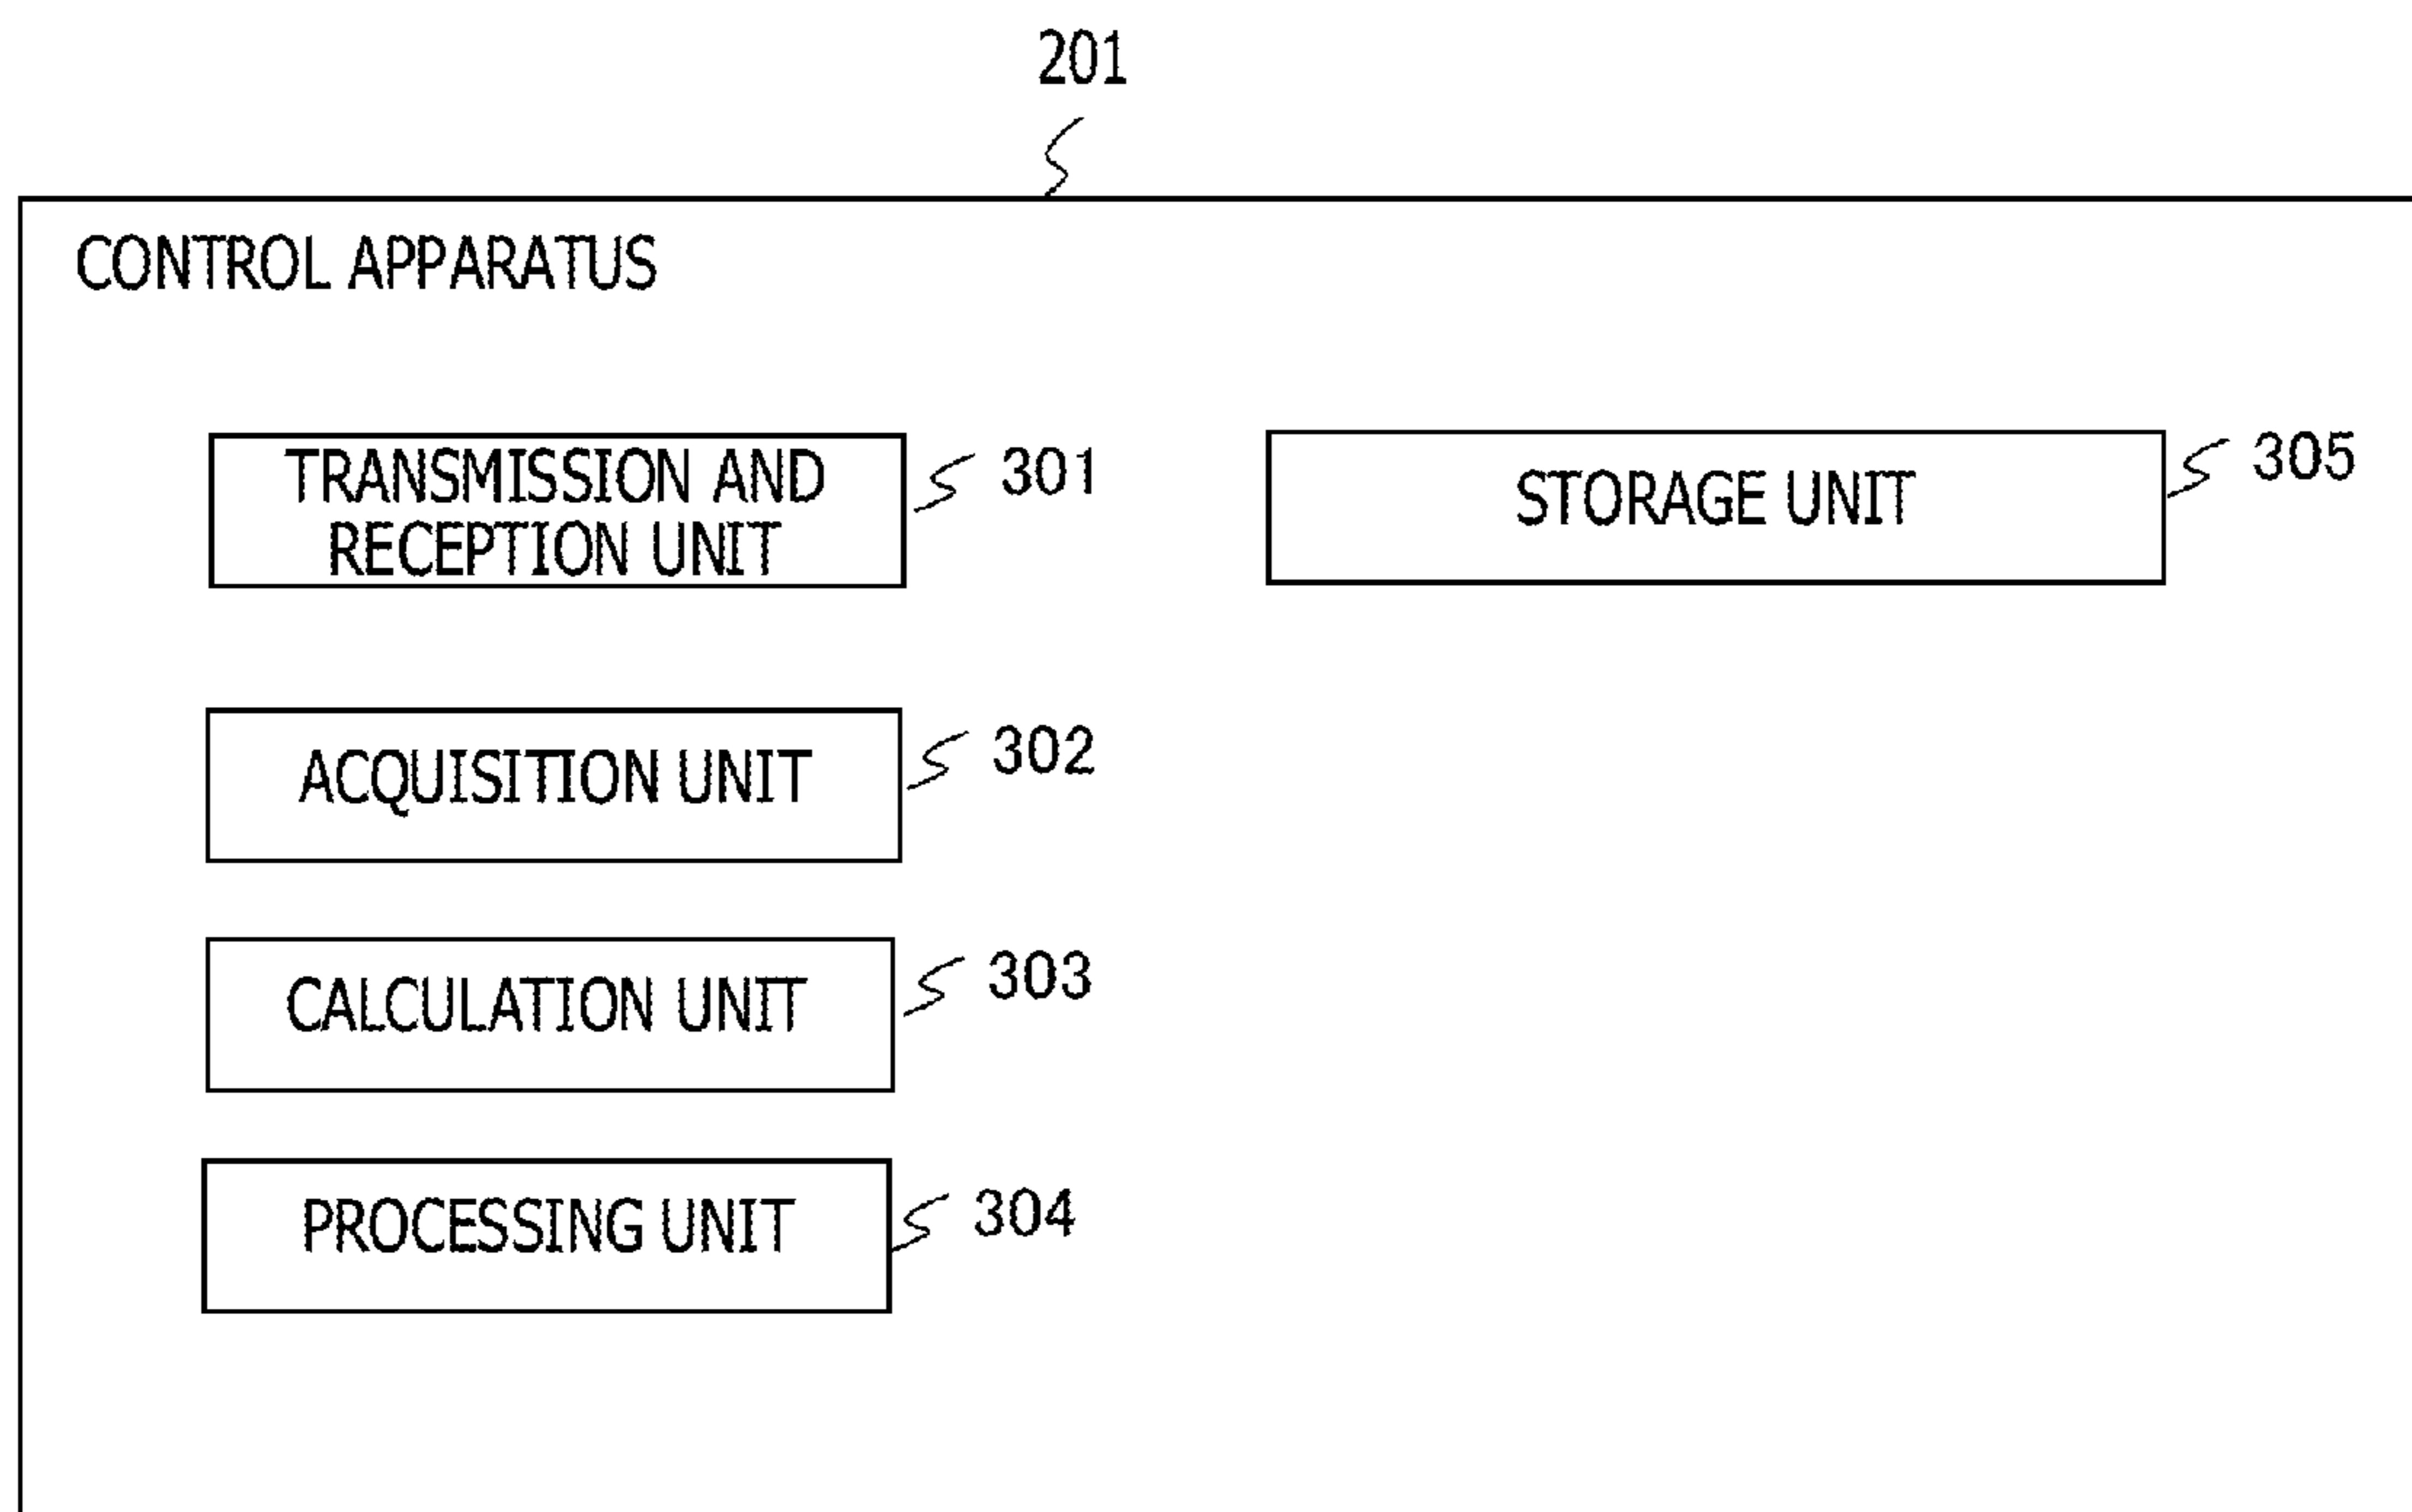 201
CONTROL APPARATUS
TRANSMISSION AND
RECEPTION UNIT
301
STORAGE UNIT
305
ACQUISITION UNIT
302
CALCULATION UNIT
303
PROCESSING UNIT
304